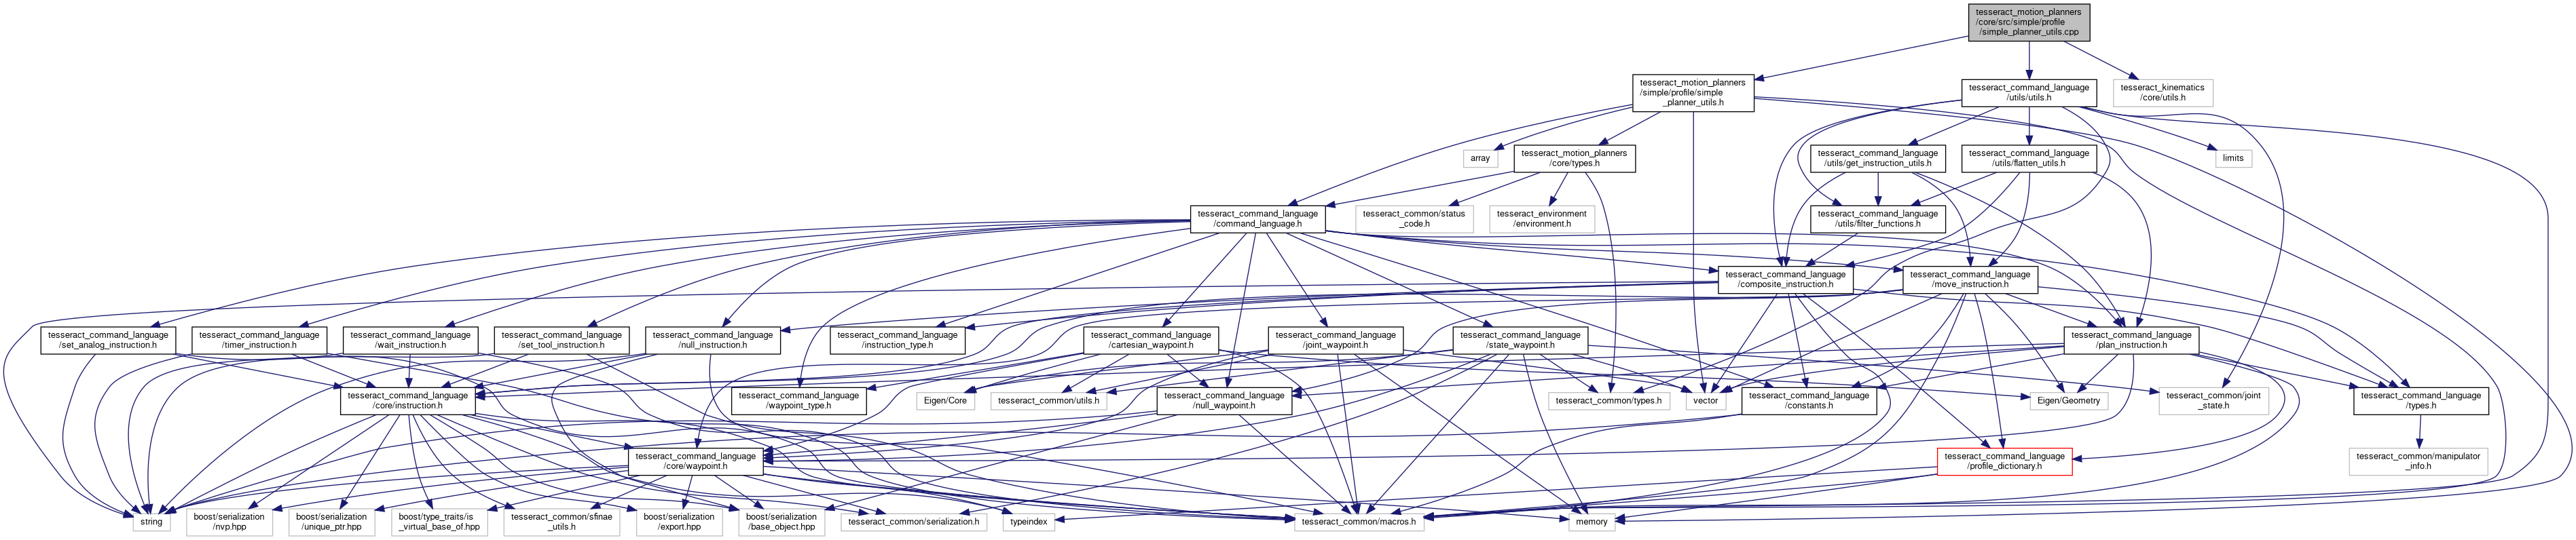 tesseract_motion_planners
/core/src/simple/profile
/simple_planner_utils.cpp
tesseract_motion_planners
/simple/profile/simple
_planner_utils.h
tesseract_command_language
/utils/utils.h
tesseract_kinematics
/core/utils.h
array
tesseract_motion_planners
/core/types.h
tesseract_command_language
/utils/get_instruction_utils.h
tesseract_command_language
/utils/flatten_utils.h
limits
tesseract_command_language
/command_language.h
tesseract_common/status
_code.h
tesseract_environment
/environment.h
tesseract_command_language
/utils/filter_functions.h
tesseract_command_language
/composite_instruction.h
tesseract_command_language
/move_instruction.h
tesseract_command_language
/set_analog_instruction.h
tesseract_command_language
/timer_instruction.h
tesseract_command_language
/wait_instruction.h
tesseract_command_language
/set_tool_instruction.h
tesseract_command_language
/null_instruction.h
tesseract_command_language
/instruction_type.h
tesseract_command_language
/cartesian_waypoint.h
tesseract_command_language
/joint_waypoint.h
tesseract_command_language
/state_waypoint.h
tesseract_command_language
/plan_instruction.h
tesseract_command_language
/core/instruction.h
tesseract_command_language
/waypoint_type.h
Eigen/Core
tesseract_common/utils.h
tesseract_command_language
/null_waypoint.h
tesseract_common/types.h
vector
tesseract_command_language
/constants.h
Eigen/Geometry
tesseract_common/joint
_state.h
tesseract_command_language
/types.h
tesseract_command_language
/core/waypoint.h
tesseract_command_language
/profile_dictionary.h
tesseract_common/manipulator
_info.h
string
boost/serialization
/nvp.hpp
boost/serialization
/unique_ptr.hpp
boost/type_traits/is
_virtual_base_of.hpp
tesseract_common/sfinae
_utils.h
boost/serialization
/export.hpp
boost/serialization
/base_object.hpp
tesseract_common/serialization.h
typeindex
tesseract_common/macros.h
memory